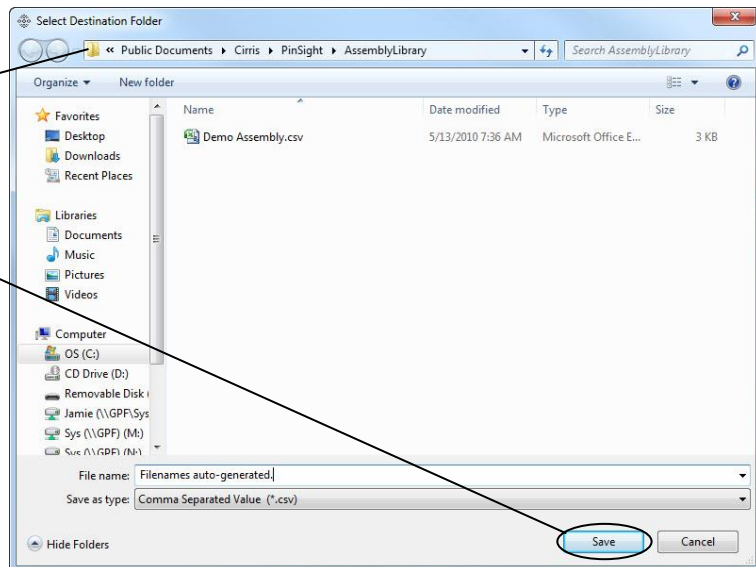 Select Destination Folder
« Public Documents ▸ Cirris ▸ PinSight ▸ AssemblyLibrary
Search AssemblyLibrary
Organize ▾ New folder
Name Date modified Type Size
Demo Assembly.csv 5/13/2010 7:36 AM Microsoft Office E... 3 KB
Favorites
Desktop
Downloads
Recent Places
Libraries
Documents
Music
Pictures
Videos
Computer
OS (C:)
CD Drive (D:)
Removable Disk
Jamie (\\GPF\Sys
Sys (\\GPF) (M:)
Sys (\\GPF) (N:)
File name: Filenames auto-generated.
Save as type: Comma Separated Value (*.csv)
Hide Folders
Save Cancel